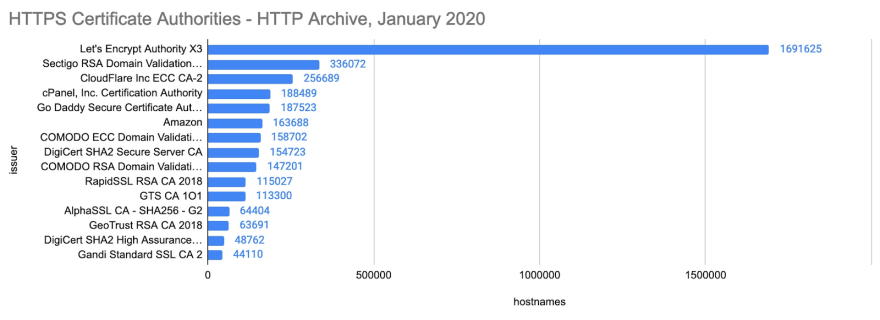 HTTPS Certificate Authorities - HTTP Archive, January 2020
Let's Encrypt Authority X3 1691625
Sectigo RSA Domain Validation… 336072
CloudFlare Inc ECC CA-2 256689
cPanel, Inc. Certification Authority 188489
Go Daddy Secure Certificate Aut… 187523
Amazon 163688
COMODO ECC Domain Validati… 158702
DigiCert SHA2 Secure Server CA 154723
COMODO RSA Domain Validati… 147201
RapidSSL RSA CA 2018 115027
GTS CA 1O1 113300
AlphaSSL CA - SHA256 - G2 64404
GeoTrust RSA CA 2018 63691
DigiCert SHA2 High Assurance… 48762
Gandi Standard SSL CA 2 44110
issuer
0 500000 1000000 1500000
hostnames